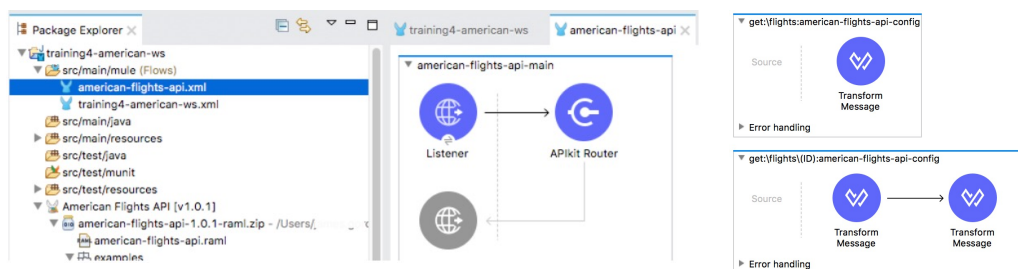 Package Explorer
training4-american-ws
src/main/mule (Flows)
american-flights-api.xml
training4-american-ws.xml
src/main/java
src/main/resources
src/test/java
src/test/munit
src/test/resources
American Flights API [v1.0.1]
american-flights-api-1.0.1-raml.zip - /Users/
american-flights-api.raml
examples
training4-american-ws
american-flights-api
american-flights-api-main
Listener
APIkit Router
get:\flights:american-flights-api-config
Source
Transform
Message
Error handling
get:\flights\(ID):american-flights-api-config
Source
Transform
Message
Transform
Message
Error handling